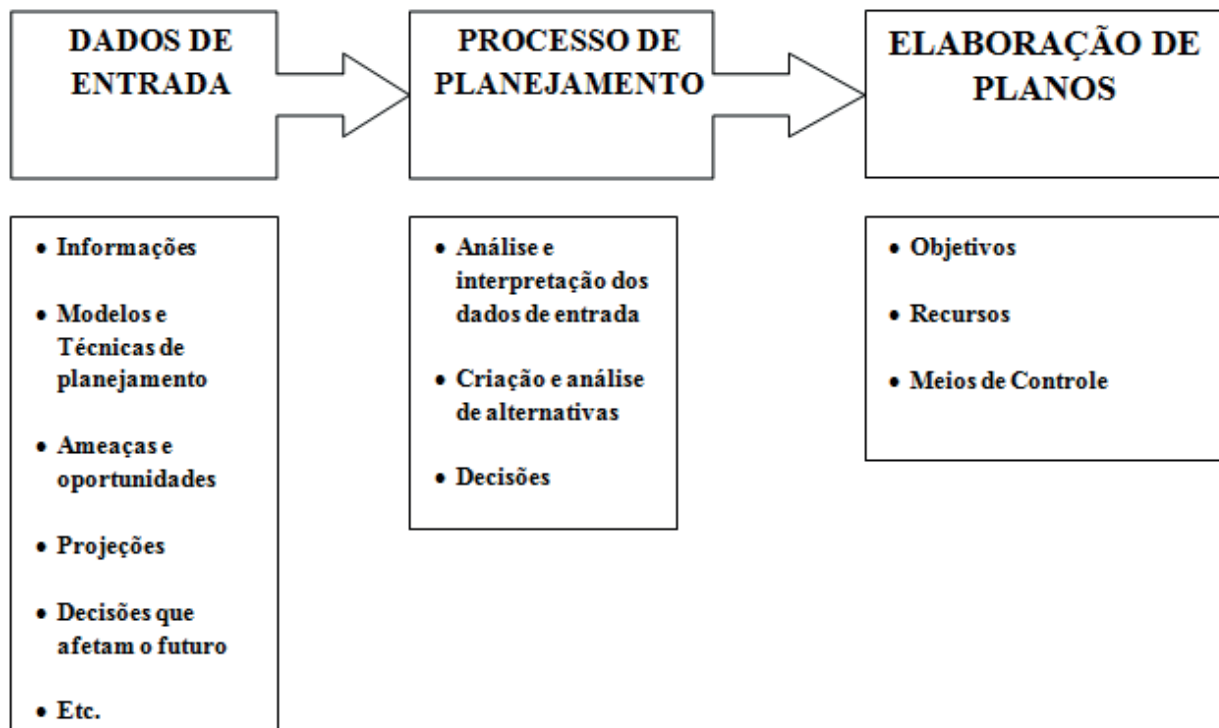 DADOS DE
ENTRADA
PROCESSO DE
PLANEJAMENTO
ELABORAÇÃO DE
PLANOS
• Informações
• Modelos e
Técnicas de
planejamento
• Ameaças e
oportunidades
• Projeções
• Decisões que
afetam o futuro
• Etc.
• Análise e
interpretação dos
dados de entrada
• Criação e análise
de alternativas
• Decisões
• Objetivos
• Recursos
• Meios de Controle